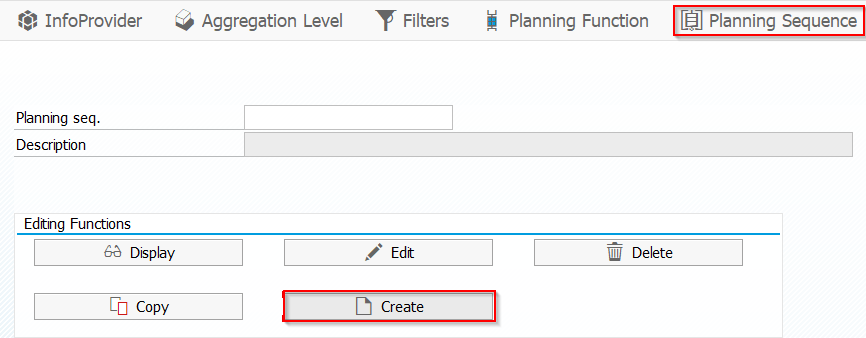 InfoProvider Aggregation Level Filters Planning Function Planning Sequence
Planning seq.
Description
Editing Functions
Display Edit Delete
Copy Create